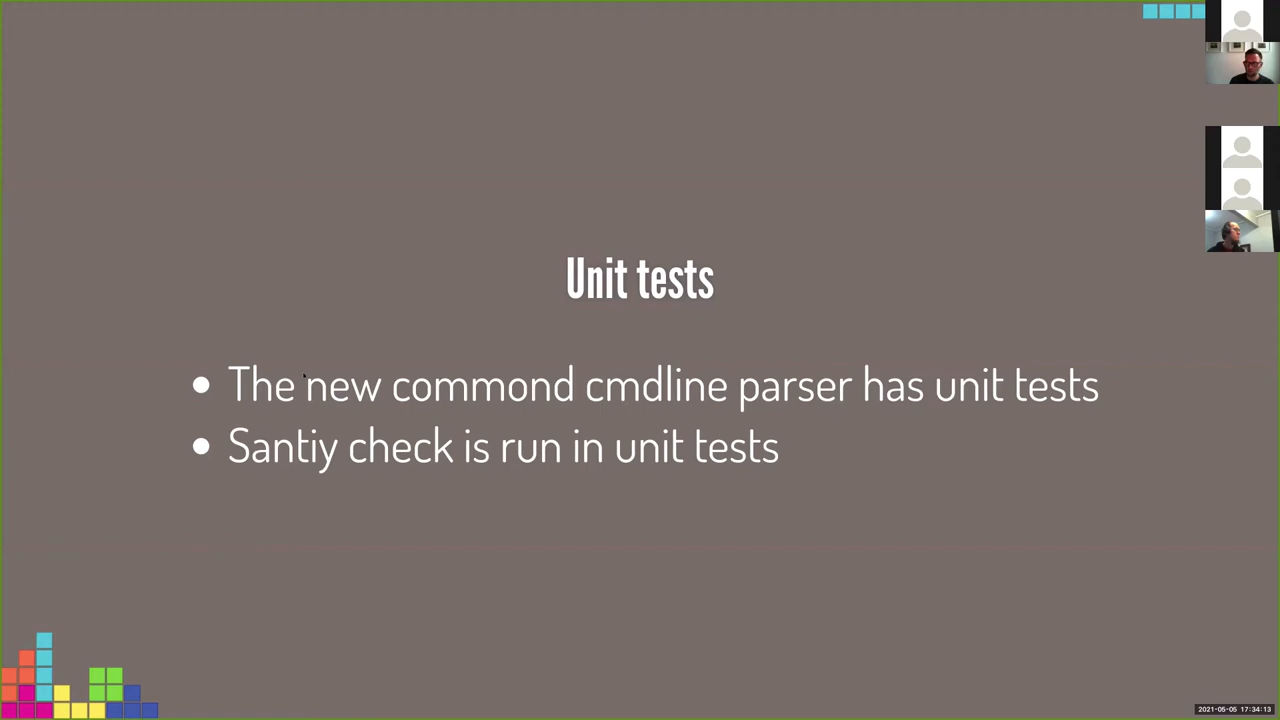 Unit tests
The new commond cmdline parser has unit tests
Santiy check is run in unit tests
2021-05-05 17:34:13